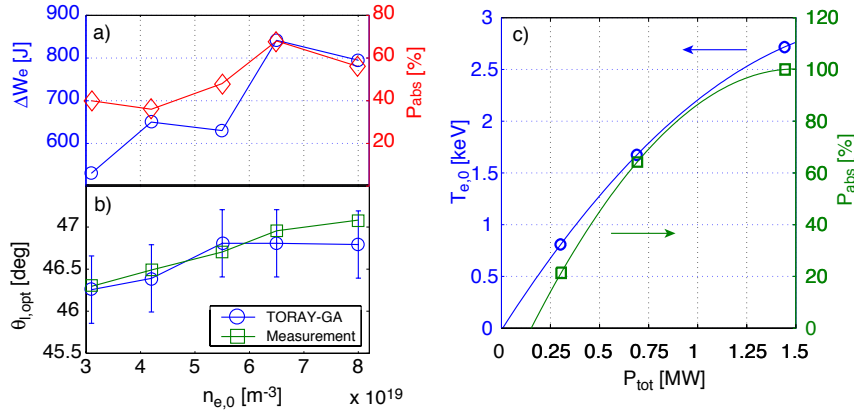 a)
ΔWe [J]
900
800
700
600
80
60
40
20
Pabs [%]
b)
θl,opt [deg]
47
46.5
46
45.5
TORAY-GA
Measurement
3 4 5 6 7 8
ne,0 [m-3]
x 10^19
c)
Te,0 [keV]
3
2.5
2
1.5
1
0.5
0
120
100
80
60
40
20
0
Pabs [%]
0.25 0.5 0.75 1 1.25 1.5
Ptot [MW]